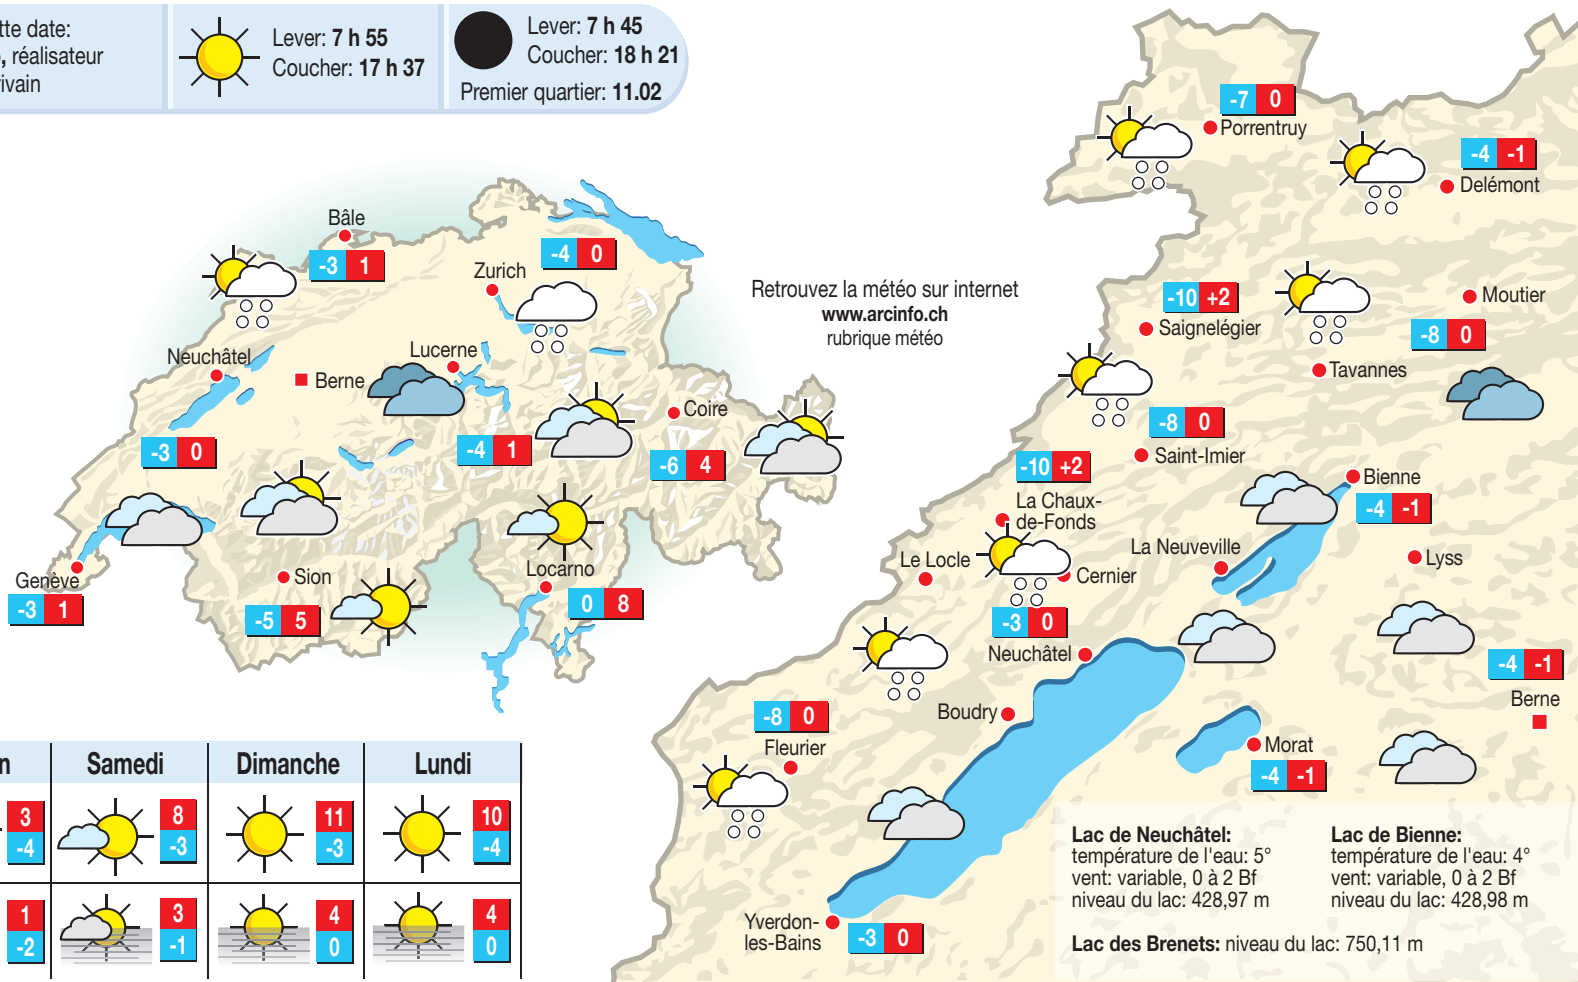 tte date:
, réalisateur
ivain
Lever: 7 h 55
Coucher: 17 h 37
Lever: 7 h 45
Coucher: 18 h 21
Premier quartier: 11.02
Bâle
-3 1
Zurich
-4 0
Neuchâtel
-3 0
Berne
Lucerne
-4 1
Coire
-6 4
Genève
-3 1
Sion
-5 5
Locarno
0 8
Retrouvez la météo sur internet
www.arcinfo.ch
rubrique météo
n
Samedi
Dimanche
Lundi
3
-4
8
-3
11
-3
10
-4
1
-2
3
-1
4
0
4
0
-7 0
Porrentruy
-4 -1
Delémont
-10 +2
Saignelégier
Moutier
-8 0
Tavannes
-8 0
Saint-Imier
-10 +2
La Chaux-
de-Fonds
Bienne
-4 -1
Le Locle
Cernier
La Neuveville
Lyss
-3 0
Neuchâtel
-4 -1
Berne
Boudry
-8 0
Fleurier
Morat
-4 -1
Yverdon-
les-Bains
-3 0
Lac de Neuchâtel:
température de l'eau: 5°
vent: variable, 0 à 2 Bf
niveau du lac: 428,97 m
Lac de Bienne:
température de l'eau: 4°
vent: variable, 0 à 2 Bf
niveau du lac: 428,98 m
Lac des Brenets: niveau du lac: 750,11 m